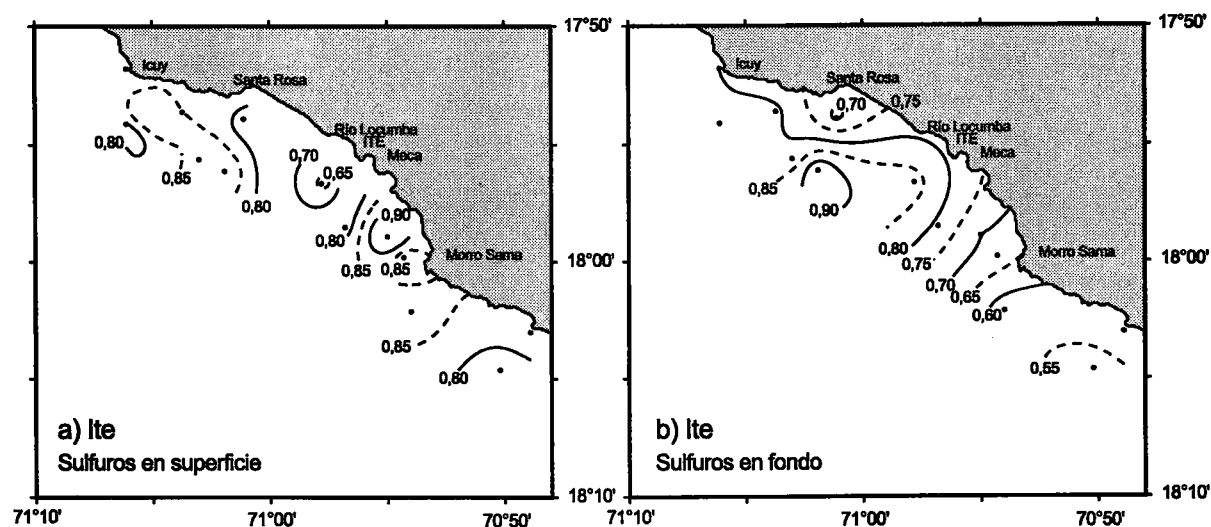 17°50'
Icuy
Santa Rosa
Río Locumba
ITE
Meca
0,80
0,85
0,80
0,70
0,65
0,90
0,80
0,85
0,85
Morro Sama
18°00'
0,85
0,80
a) Ite
Sulfuros en superficie
18°10'
71°10'
71°00'
70°50'
17°50'
Icuy
Santa Rosa
0,70
0,75
Río Locumba
ITE
Meca
0,85
0,90
0,80
0,75
Morro Sama
18°00'
0,70
0,65
0,60
0,55
b) Ite
Sulfuros en fondo
18°10'
71°10'
71°00'
70°50'